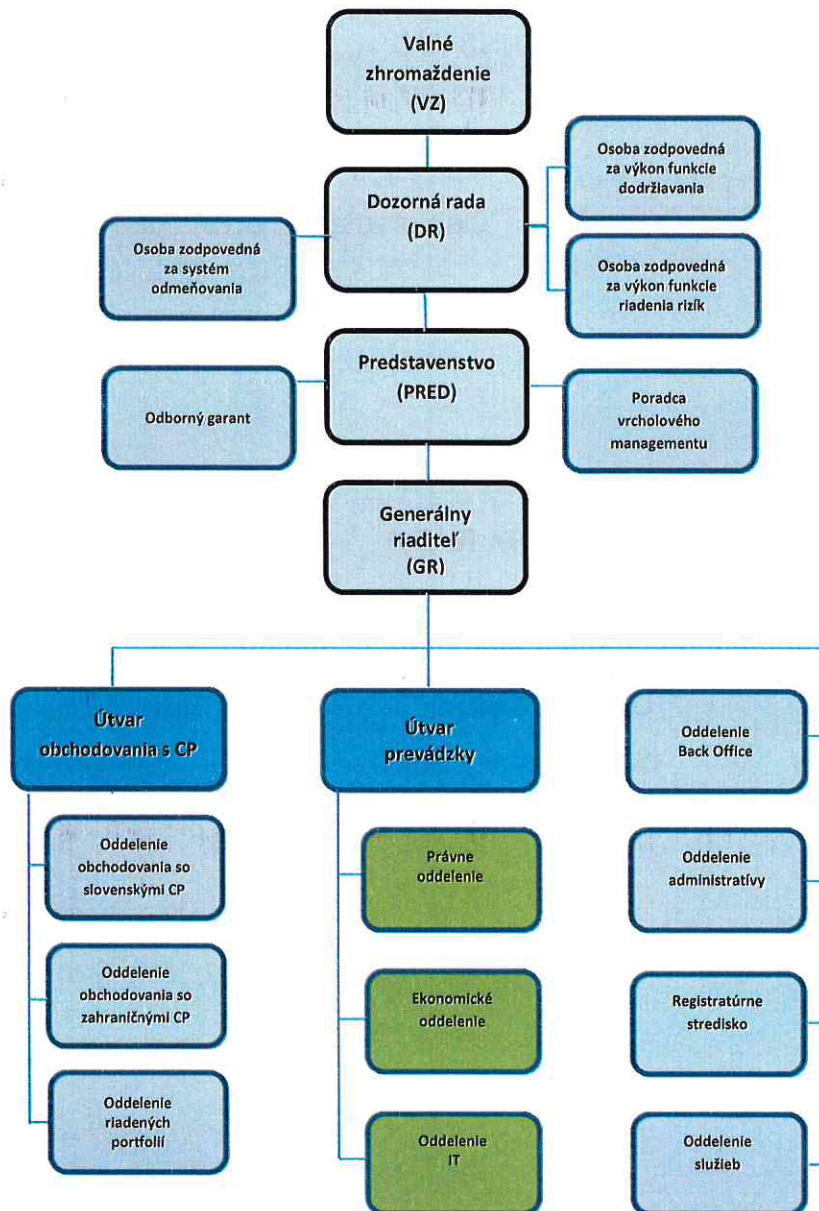 Valné
zhromaždenie
(VZ)
Osoba zodpovedná
za výkon funkcie
dodržiavania
Dozorná rada
(DR)
Osoba zodpovedná
za systém
odmeňovania
Osoba zodpovedná
za výkon funkcie
riadenia rizík
Predstavenstvo
(PRED)
Odborný garant
Poradca
vrcholového
managementu
Generálny
riaditeľ
(GR)
Útvar
obchodovania s CP
Útvar
prevádzky
Oddelenie
Back Office
Oddelenie
obchodovania so
slovenskými CP
Právne
oddelenie
Oddelenie
administratívy
Oddelenie
obchodovania so
zahraničnými CP
Ekonomické
oddelenie
Registratúrne
stredisko
Oddelenie
riadených
portfolií
Oddelenie
IT
Oddelenie
služieb